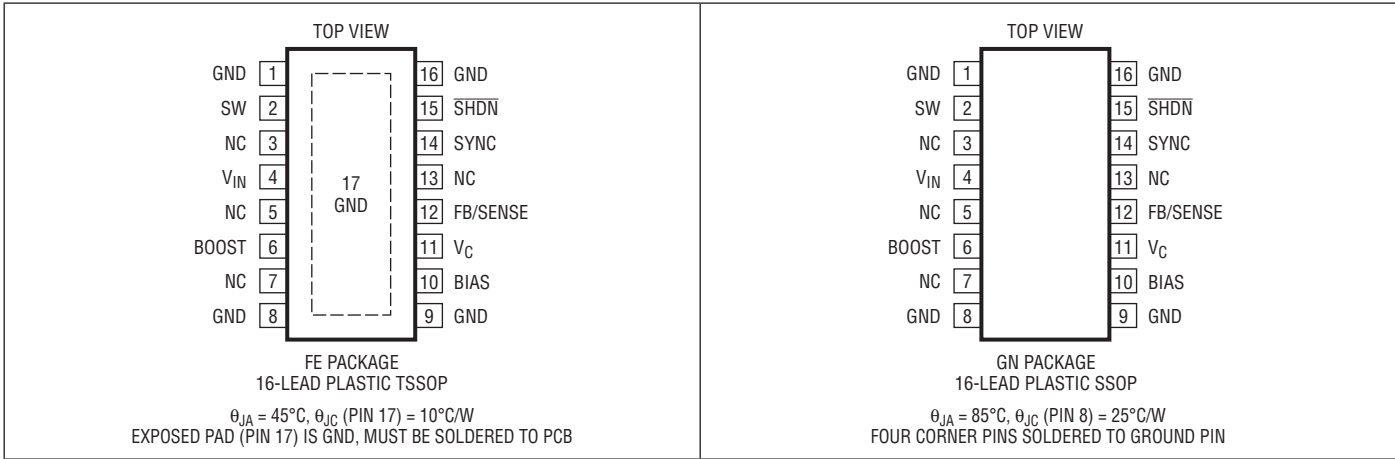 TOP VIEW
GND 1
SW 2
NC 3
VIN 4
NC 5
BOOST 6
NC 7
GND 8
17
GND
16 GND
15 SHDN
14 SYNC
13 NC
12 FB/SENSE
11 VC
10 BIAS
9 GND
FE PACKAGE
16-LEAD PLASTIC TSSOP
θJA = 45°C, θJC (PIN 17) = 10°C/W
EXPOSED PAD (PIN 17) IS GND, MUST BE SOLDERED TO PCB
TOP VIEW
GND 1
SW 2
NC 3
VIN 4
NC 5
BOOST 6
NC 7
GND 8
16 GND
15 SHDN
14 SYNC
13 NC
12 FB/SENSE
11 VC
10 BIAS
9 GND
GN PACKAGE
16-LEAD PLASTIC SSOP
θJA = 85°C, θJC (PIN 8) = 25°C/W
FOUR CORNER PINS SOLDERED TO GROUND PIN